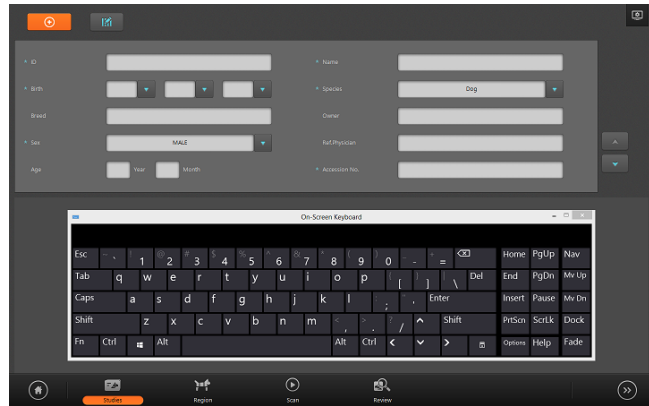 * ID
* Name
* Birth
* Species Dog
Breed
Owner
* Sex MALE
Ref.Physician
Age Year Month
* Accession No.
On-Screen Keyboard
Esc ~ ` ! 1 @ 2 # 3 $ 4 % 5 ^ 6 & 7 * 8 ( 9 ) 0 _ - + = Home PgUp Nav
Tab q w e r t y u i o p { [ } ] | \ Del End PgDn Mv Up
Caps a s d f g h j k l : ; " ' Enter Insert Pause Mv Dn
Shift z x c v b n m < , > . ? / Shift PrtScn ScrLk Dock
Fn Ctrl Alt Alt Ctrl Options Help Fade
Studies Region Scan Review